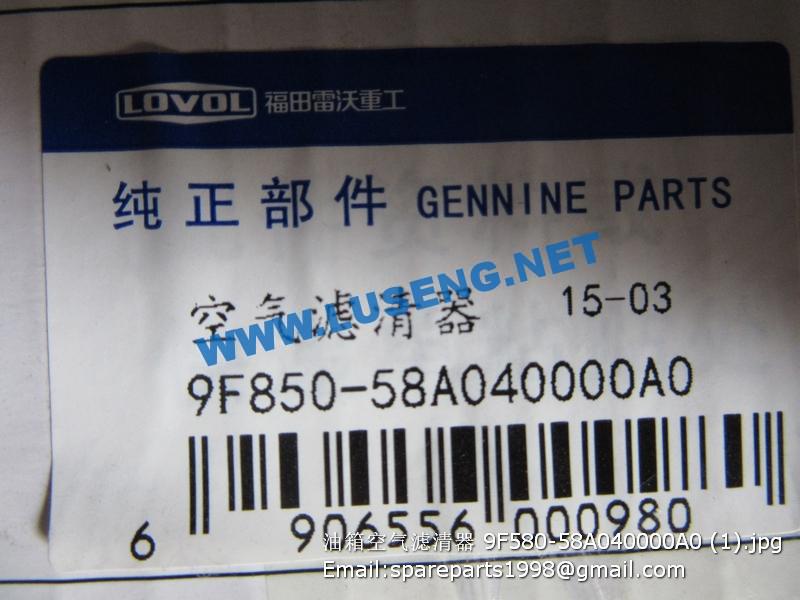 LOVOL 福田雷沃重工
纯正部件 GENNINE PARTS
WWW.LUSENG.NET
空气滤清器 15-03
9F850-58A040000A0
6 906556 000980
油箱空气滤清器 9F580-58A040000A0 (1).jpg
Email:spareparts1998@gmail.com